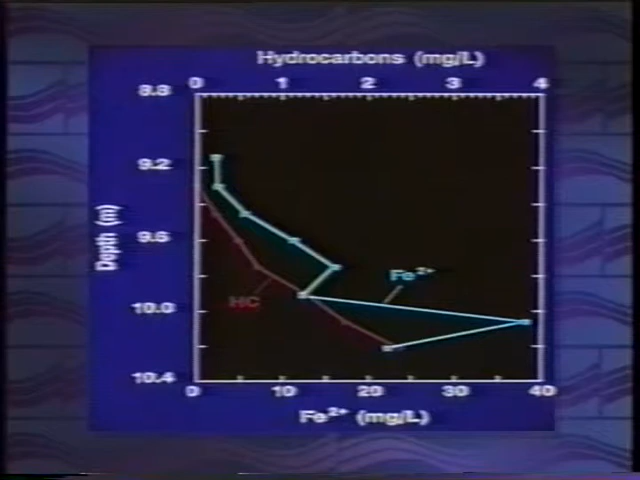 Hydrocarbons (mg/L)
0 1 2 3 4
8.8
9.2
9.6
10.0
10.4
Depth (m)
Fe²⁺
HC
0 10 20 30 40
Fe²⁺ (mg/L)